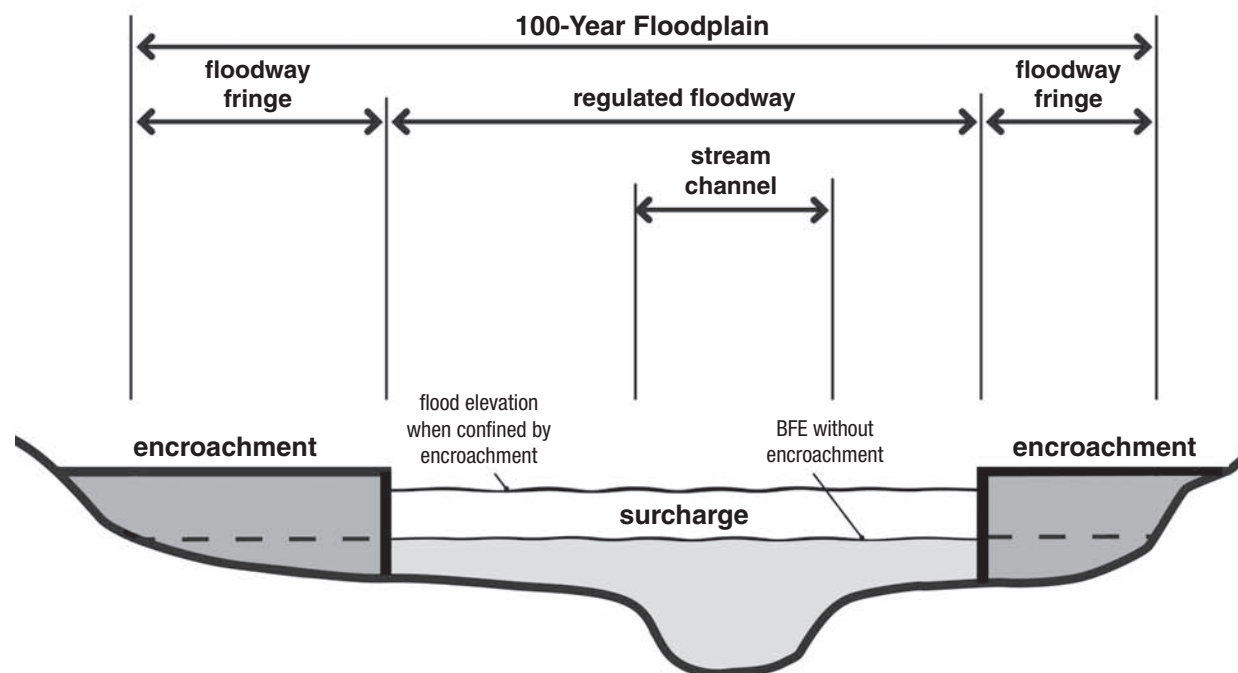 100-Year Floodplain
floodway
fringe
regulated floodway
floodway
fringe
stream
channel
encroachment
flood elevation
when confined by
encroachment
BFE without
encroachment
encroachment
surcharge